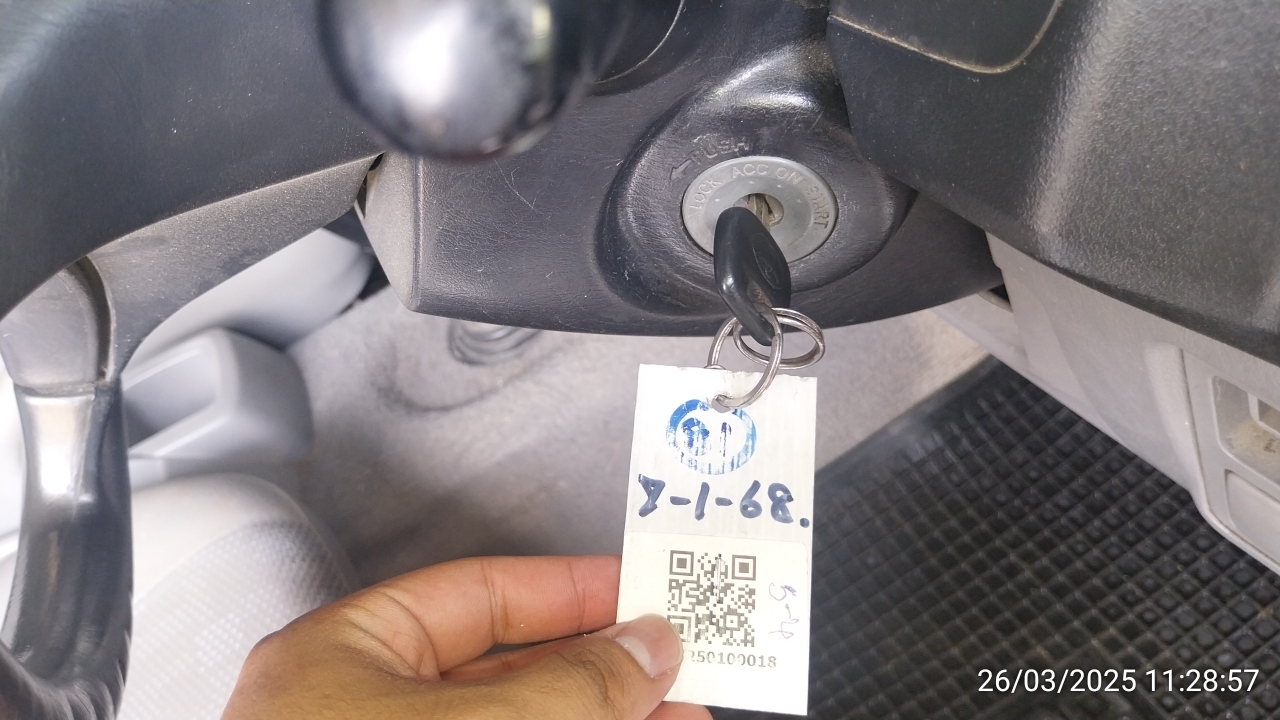 PUSH
LOCK ACC ON START
8-1-68.
250100018
26/03/2025 11:28:57